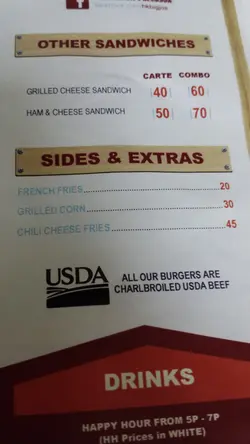 OTHER SANDWICHES
CARTE COMBO
GRILLED CHEESE SANDWICH 40 60
HAM & CHEESE SANDWICH 50 70
SIDES & EXTRAS
FRENCH FRIES 20
GRILLED CORN 30
CHILI CHEESE FRIES 45
USDA
ALL OUR BURGERS ARE
CHARLBROILED USDA BEEF
DRINKS
HAPPY HOUR FROM 5P - 7P
(HH Prices in WHITE)